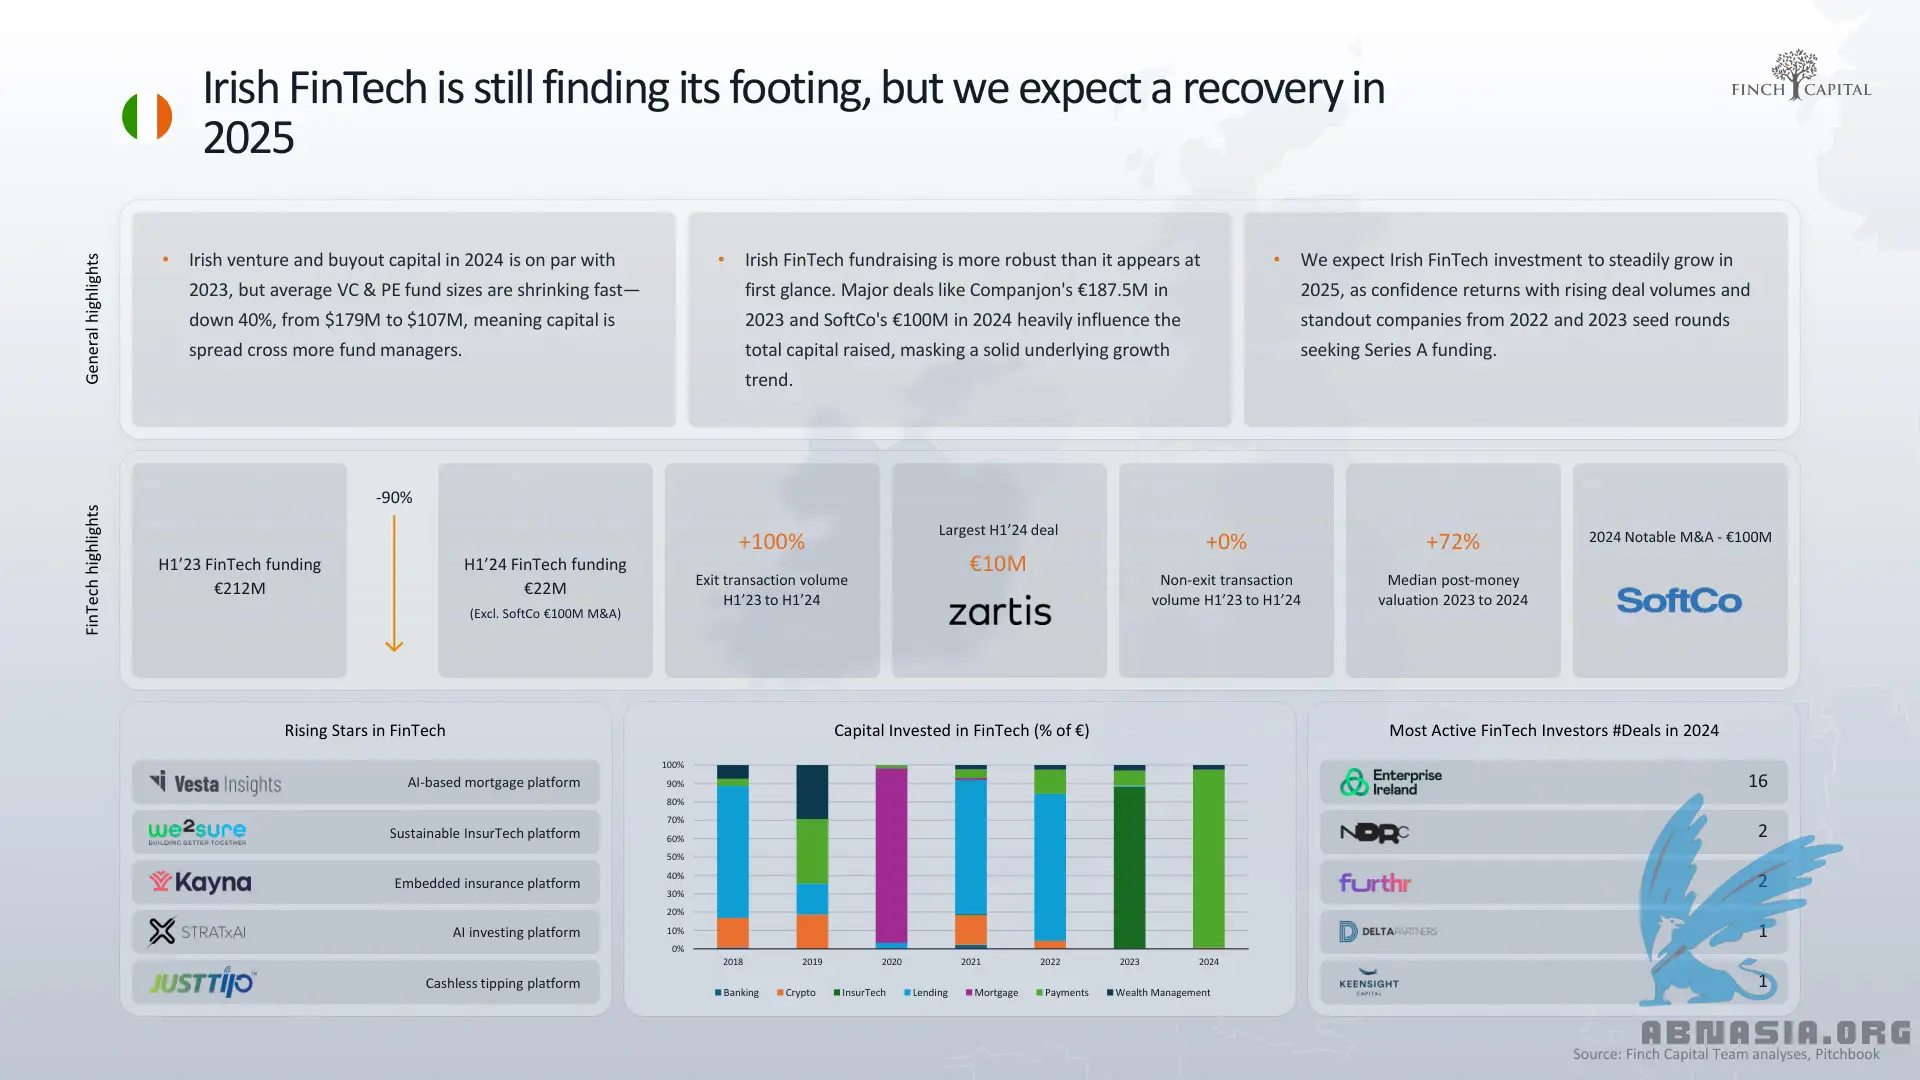 Irish FinTech is still finding its footing, but we expect a recovery in
2025
FINCH CAPITAL
General highlights
• Irish venture and buyout capital in 2024 is on par with
2023, but average VC & PE fund sizes are shrinking fast—
down 40%, from $179M to $107M, meaning capital is
spread cross more fund managers.
• Irish FinTech fundraising is more robust than it appears at
first glance. Major deals like Companjon's €187.5M in
2023 and SoftCo's €100M in 2024 heavily influence the
total capital raised, masking a solid underlying growth
trend.
• We expect Irish FinTech investment to steadily grow in
2025, as confidence returns with rising deal volumes and
standout companies from 2022 and 2023 seed rounds
seeking Series A funding.
FinTech highlights
H1’23 FinTech funding
€212M
-90%
H1’24 FinTech funding
€22M
(Excl. SoftCo €100M M&A)
+100%
Exit transaction volume
H1’23 to H1’24
Largest H1’24 deal
€10M
zartis
+0%
Non-exit transaction
volume H1’23 to H1’24
+72%
Median post-money
valuation 2023 to 2024
2024 Notable M&A - €100M
SoftCo
Rising Stars in FinTech
Vesta Insights
AI-based mortgage platform
we2sure
BUILDING BETTER TOGETHER
Sustainable InsurTech platform
Kayna
Embedded insurance platform
STRATxAI
AI investing platform
JUSTTIP™
Cashless tipping platform
Capital Invested in FinTech (% of €)
100%
90%
80%
70%
60%
50%
40%
30%
20%
10%
0%
2018 2019 2020 2021 2022 2023 2024
Banking Crypto InsurTech Lending Mortgage Payments Wealth Management
Most Active FinTech Investors #Deals in 2024
Enterprise
Ireland
16
NDRC
2
furthr
2
DELTAPARTNERS
1
KEENSIGHT
CAPITAL
1
ABNASIA.ORG
Source: Finch Capital Team analyses, Pitchbook